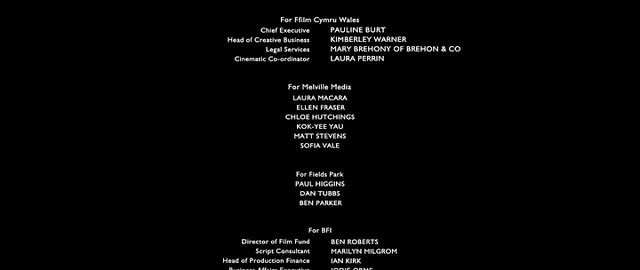 For Ffilm Cymru Wales
Chief Executive PAULINE BURT
Head of Creative Business KIMBERLEY WARNER
Legal Services MARY BREHONY OF BREHON & CO
Cinematic Co-ordinator LAURA PERRIN
For Melville Media
LAURA MACARA
ELLEN FRASER
CHLOE HUTCHINGS
KOK-YEE YAU
MATT STEVENS
SOFIA VALE
For Fields Park
PAUL HIGGINS
DAN TUBBS
BEN PARKER
For BFI
Director of Film Fund BEN ROBERTS
Script Consultant MARILYN MILGROM
Head of Production Finance IAN KIRK
Business Affairs Executive